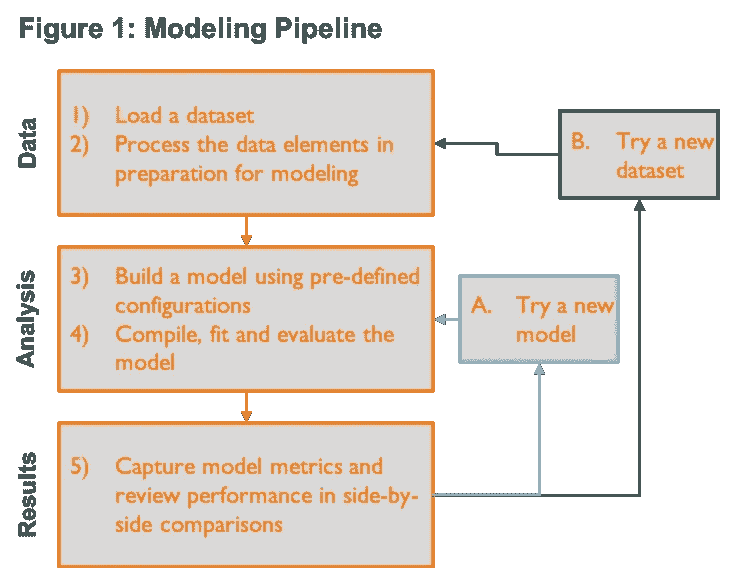 Figure 1: Modeling Pipeline
Data
1) Load a dataset
2) Process the data elements in
preparation for modeling
B. Try a new
dataset
Analysis
3) Build a model using pre-defined
configurations
4) Compile, fit and evaluate the
model
A. Try a new
model
Results
5) Capture model metrics and
review performance in side-by-
side comparisons